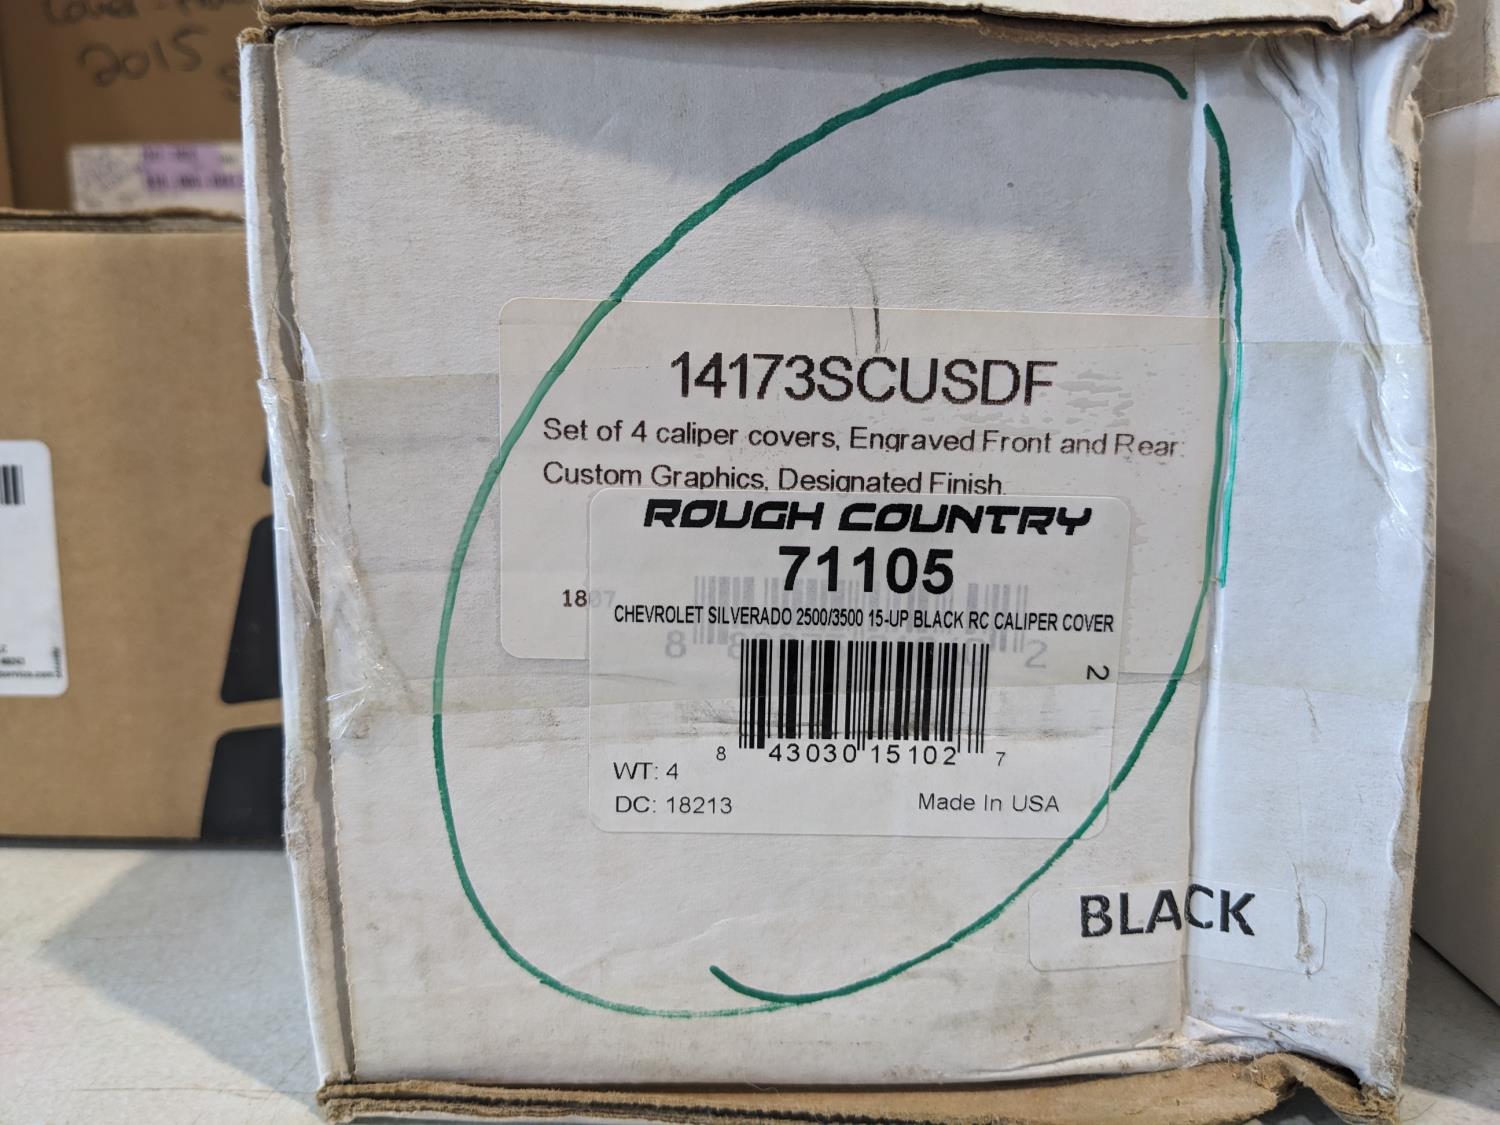 2015
14173SCUSDF
Set of 4 caliper covers, Engraved Front and Rear:
Custom Graphics, Designated Finish.
ROUGH COUNTRY
71105
1807
CHEVROLET SILVERADO 2500/3500 15-UP BLACK RC CALIPER COVER
2
8 43030 15102 7
WT: 4
DC: 18213 Made In USA
BLACK